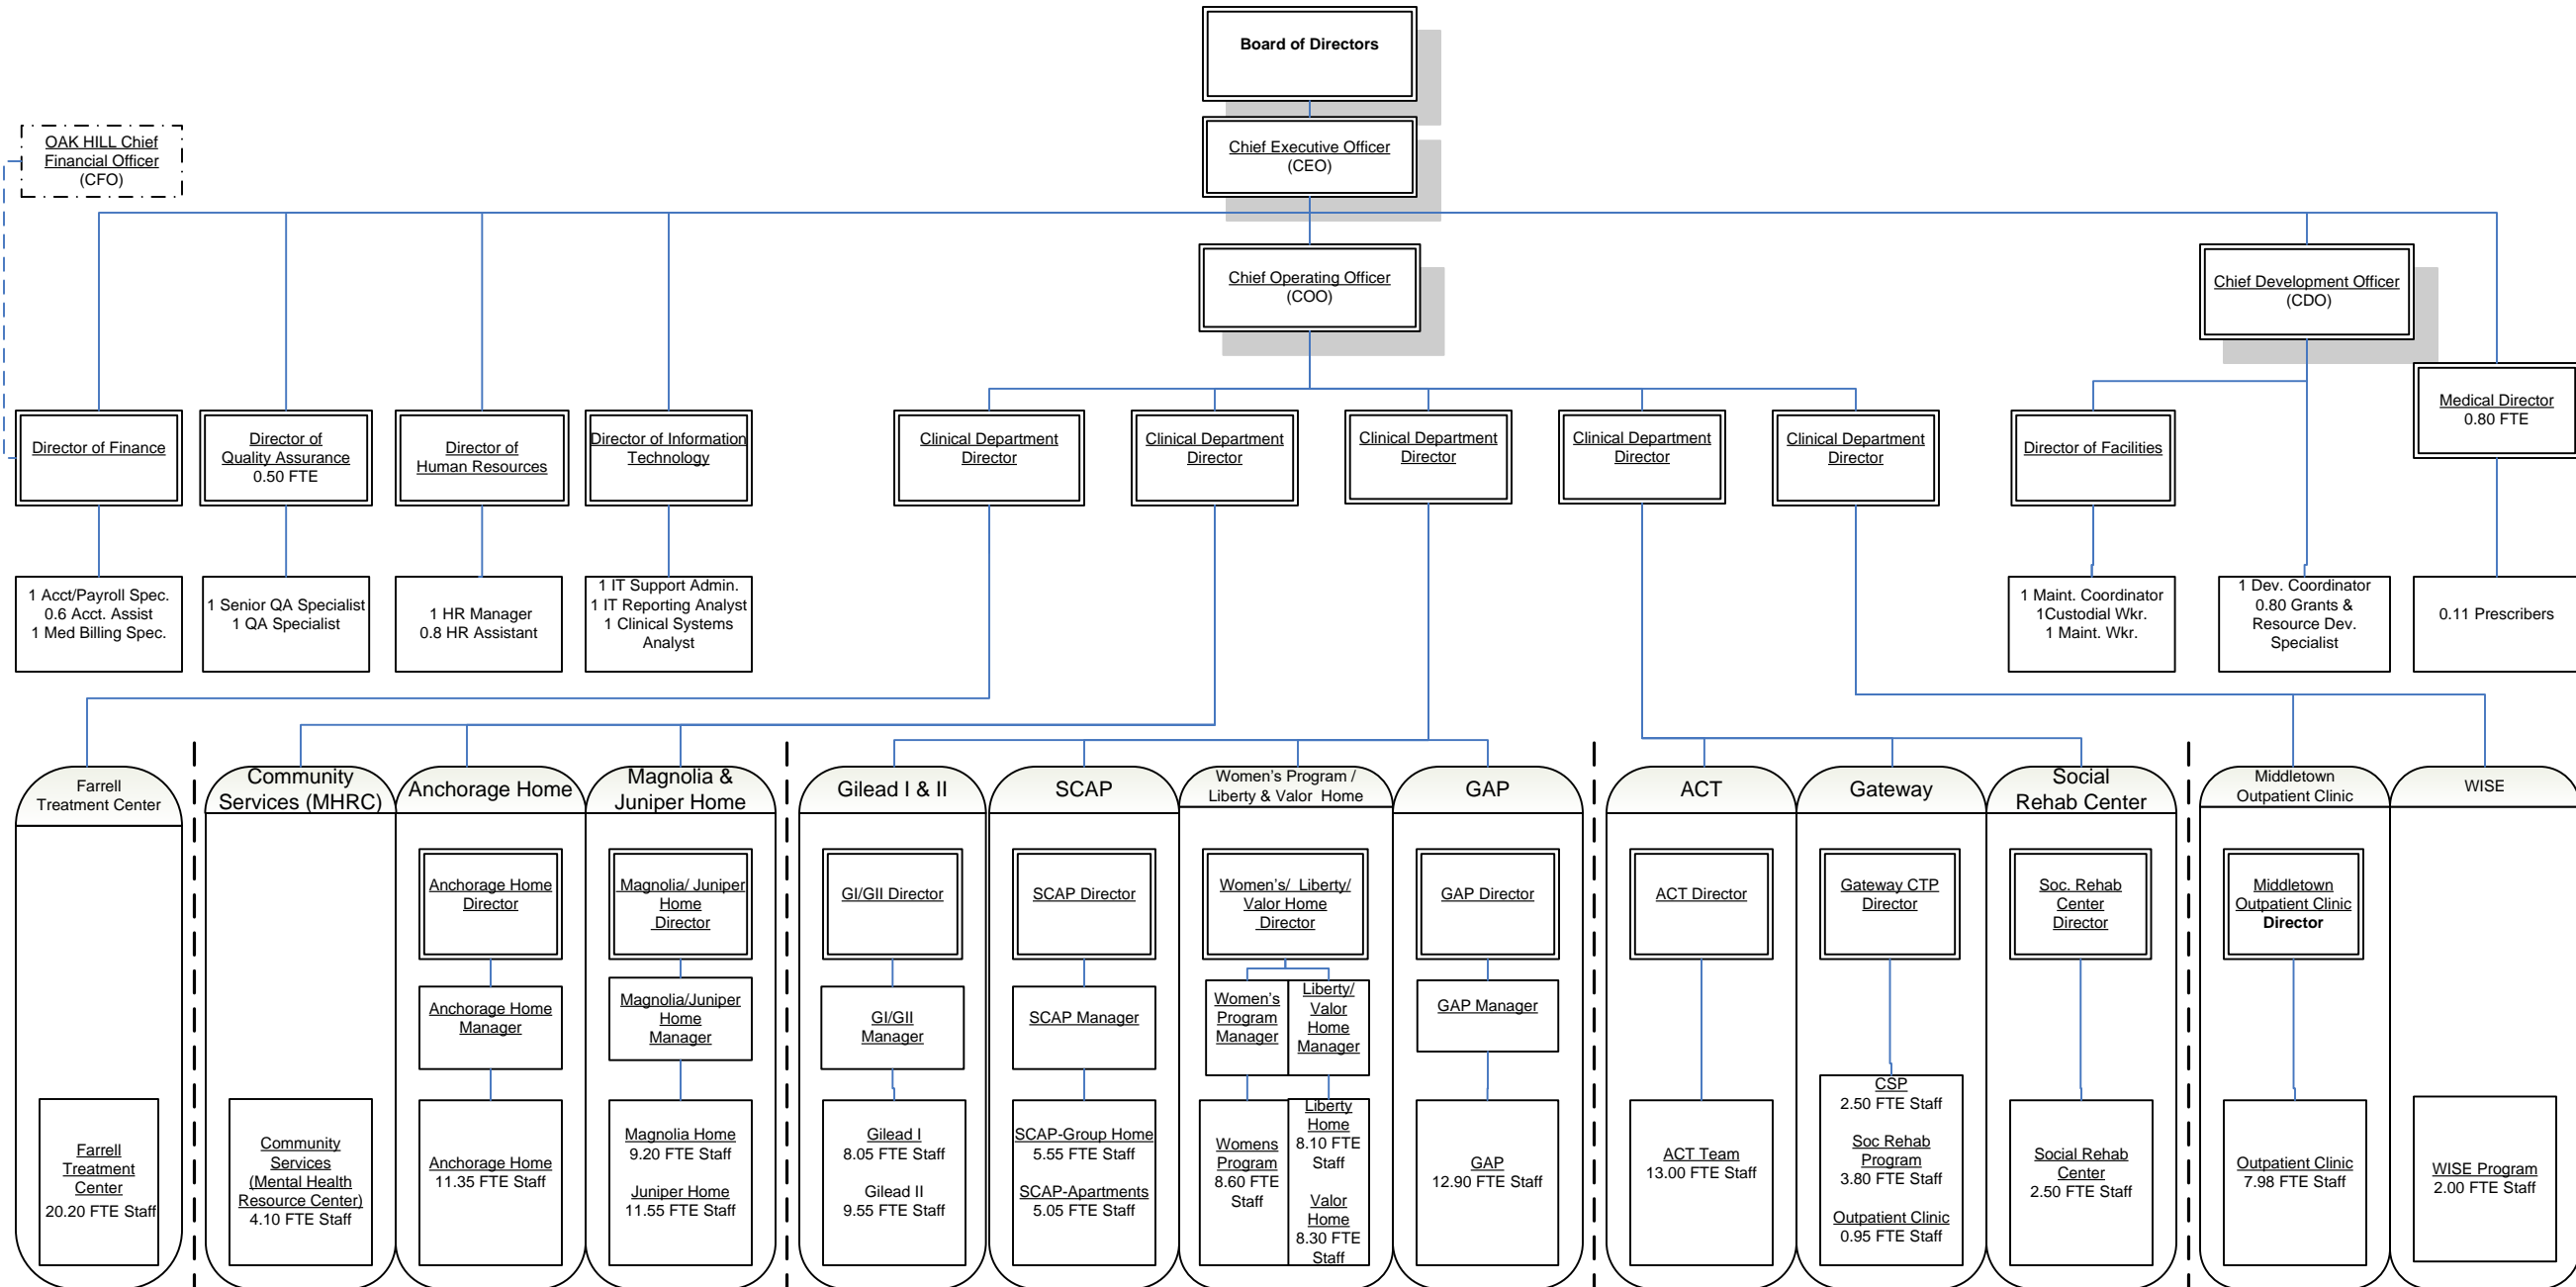 Board of Directors
OAK HILL Chief
Financial Officer
(CFO)
Chief Executive Officer
(CEO)
Chief Operating Officer
(COO)
Chief Development Officer
(CDO)
Director of Finance
Director of
Quality Assurance
0.50 FTE
Director of
Human Resources
Director of Information
Technology
Clinical Department
Director
Clinical Department
Director
Clinical Department
Director
Clinical Department
Director
Clinical Department
Director
Director of Facilities
Medical Director
0.80 FTE
1 Acct/Payroll Spec.
0.6 Acct. Assist
1 Med Billing Spec.
1 Senior QA Specialist
1 QA Specialist
1 HR Manager
0.8 HR Assistant
1 IT Support Admin.
1 IT Reporting Analyst
1 Clinical Systems
Analyst
1 Maint. Coordinator
1Custodial Wkr.
1 Maint. Wkr.
1 Dev. Coordinator
0.80 Grants &
Resource Dev.
Specialist
0.11 Prescribers
Farrell
Treatment Center
Community
Services (MHRC)
Anchorage Home
Magnolia &
Juniper Home
Gilead I & II
SCAP
Women's Program /
Liberty & Valor Home
GAP
ACT
Gateway
Social
Rehab Center
Middletown
Outpatient Clinic
WISE
Anchorage Home
Director
Magnolia/ Juniper
Home
Director
GI/GII Director
SCAP Director
Women's/ Liberty/
Valor Home
Director
GAP Director
ACT Director
Gateway CTP
Director
Soc. Rehab
Center
Director
Middletown
Outpatient Clinic
Director
Anchorage Home
Manager
Magnolia/Juniper
Home
Manager
GI/GII
Manager
SCAP Manager
Women's
Program
Manager
Liberty/
Valor
Home
Manager
GAP Manager
Farrell
Treatment
Center
20.20 FTE Staff
Community
Services
(Mental Health
Resource Center)
4.10 FTE Staff
Anchorage Home
11.35 FTE Staff
Magnolia Home
9.20 FTE Staff
Juniper Home
11.55 FTE Staff
Gilead I
8.05 FTE Staff
Gilead II
9.55 FTE Staff
SCAP-Group Home
5.55 FTE Staff
SCAP-Apartments
5.05 FTE Staff
Womens
Program
8.60 FTE
Staff
Liberty
Home
8.10 FTE
Staff
Valor
Home
8.30 FTE
Staff
GAP
12.90 FTE Staff
ACT Team
13.00 FTE Staff
CSP
2.50 FTE Staff
Soc Rehab
Program
3.80 FTE Staff
Outpatient Clinic
0.95 FTE Staff
Social Rehab
Center
2.50 FTE Staff
Outpatient Clinic
7.98 FTE Staff
WISE Program
2.00 FTE Staff